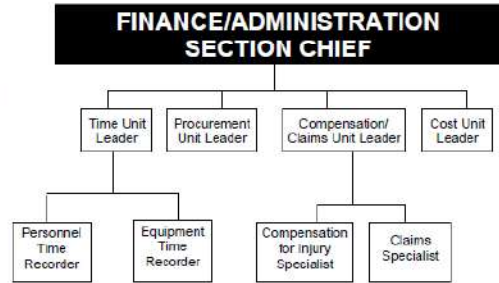 FINANCE/ADMINISTRATION
SECTION CHIEF
Time Unit
Leader
Procurement
Unit Leader
Compensation/
Claims Unit Leader
Cost Unit
Leader
Personnel
Time
Recorder
Equipment
Time
Recorder
Compensation
for Injury
Specialist
Claims
Specialist